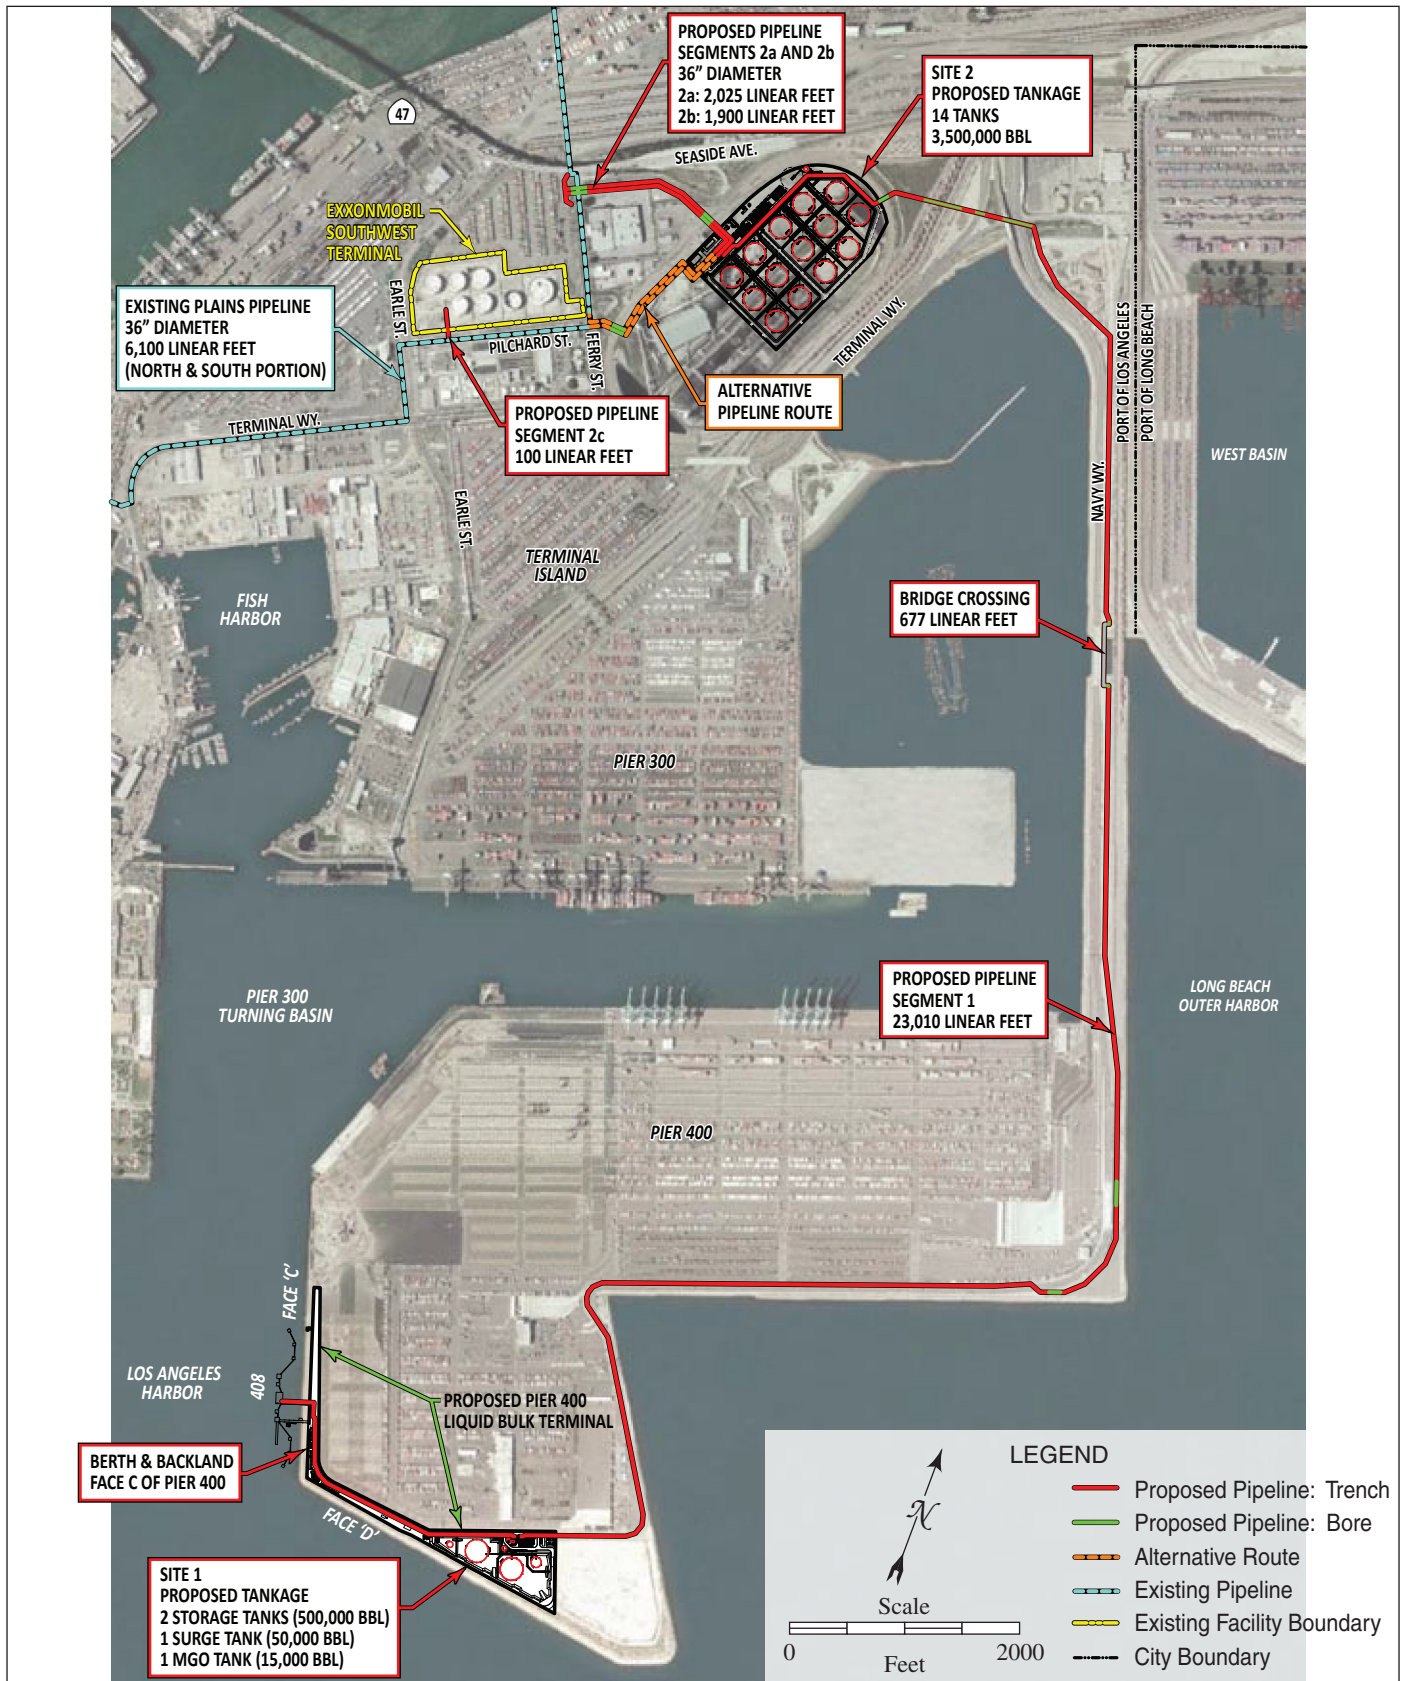 PROPOSED PIPELINE
SEGMENTS 2a AND 2b
36” DIAMETER
2a: 2,025 LINEAR FEET
2b: 1,900 LINEAR FEET
SITE 2
PROPOSED TANKAGE
14 TANKS
3,500,000 BBL
47
SEASIDE AVE.
EXXONMOBIL
SOUTHWEST
TERMINAL
EARLE ST.
EXISTING PLAINS PIPELINE
36” DIAMETER
6,100 LINEAR FEET
(NORTH & SOUTH PORTION)
PILCHARD ST.
FERRY ST.
TERMINAL WY.
PORT OF LOS ANGELES
PORT OF LONG BEACH
ALTERNATIVE
PIPELINE ROUTE
TERMINAL WY.
PROPOSED PIPELINE
SEGMENT 2c
100 LINEAR FEET
WEST BASIN
NAVY WY.
EARLE ST.
TERMINAL
ISLAND
FISH
HARBOR
BRIDGE CROSSING
677 LINEAR FEET
PIER 300
PROPOSED PIPELINE
SEGMENT 1
23,010 LINEAR FEET
PIER 300
TURNING BASIN
LONG BEACH
OUTER HARBOR
PIER 400
FACE ‘C’
LOS ANGELES
HARBOR
408
PROPOSED PIER 400
LIQUID BULK TERMINAL
BERTH & BACKLAND
FACE C OF PIER 400
FACE ‘D’
SITE 1
PROPOSED TANKAGE
2 STORAGE TANKS (500,000 BBL)
1 SURGE TANK (50,000 BBL)
1 MGO TANK (15,000 BBL)
LEGEND
Proposed Pipeline: Trench
Proposed Pipeline: Bore
Alternative Route
Existing Pipeline
Existing Facility Boundary
City Boundary
N
Scale
0 2000
Feet